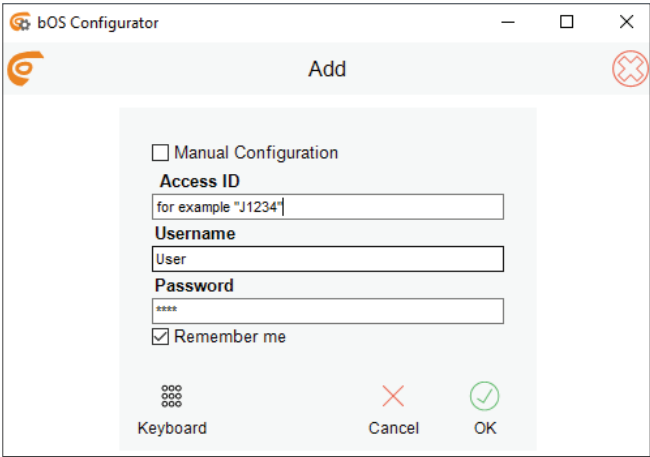 bOS Configurator
Add
Manual Configuration
Access ID
for example "J1234"
Username
User
Password
****
Remember me
Keyboard Cancel OK